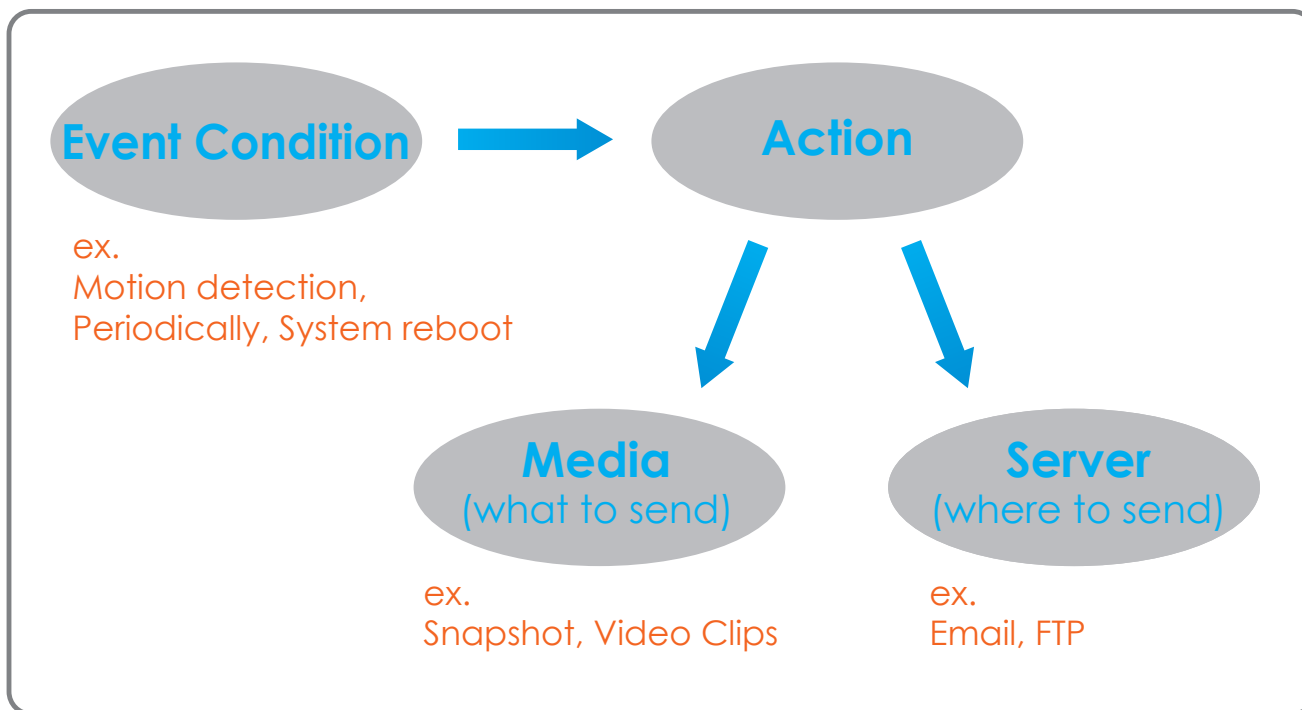 Event Condition
Action
ex.
Motion detection,
Periodically, System reboot
Media
(what to send)
Server
(where to send)
ex.
Snapshot, Video Clips
ex.
Email, FTP